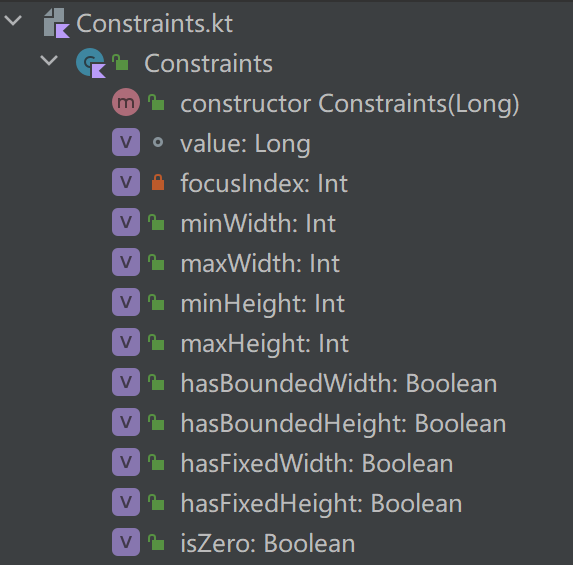 Constraints.kt
Constraints
constructor Constraints(Long)
value: Long
focusIndex: Int
minWidth: Int
maxWidth: Int
minHeight: Int
maxHeight: Int
hasBoundedWidth: Boolean
hasBoundedHeight: Boolean
hasFixedWidth: Boolean
hasFixedHeight: Boolean
isZero: Boolean